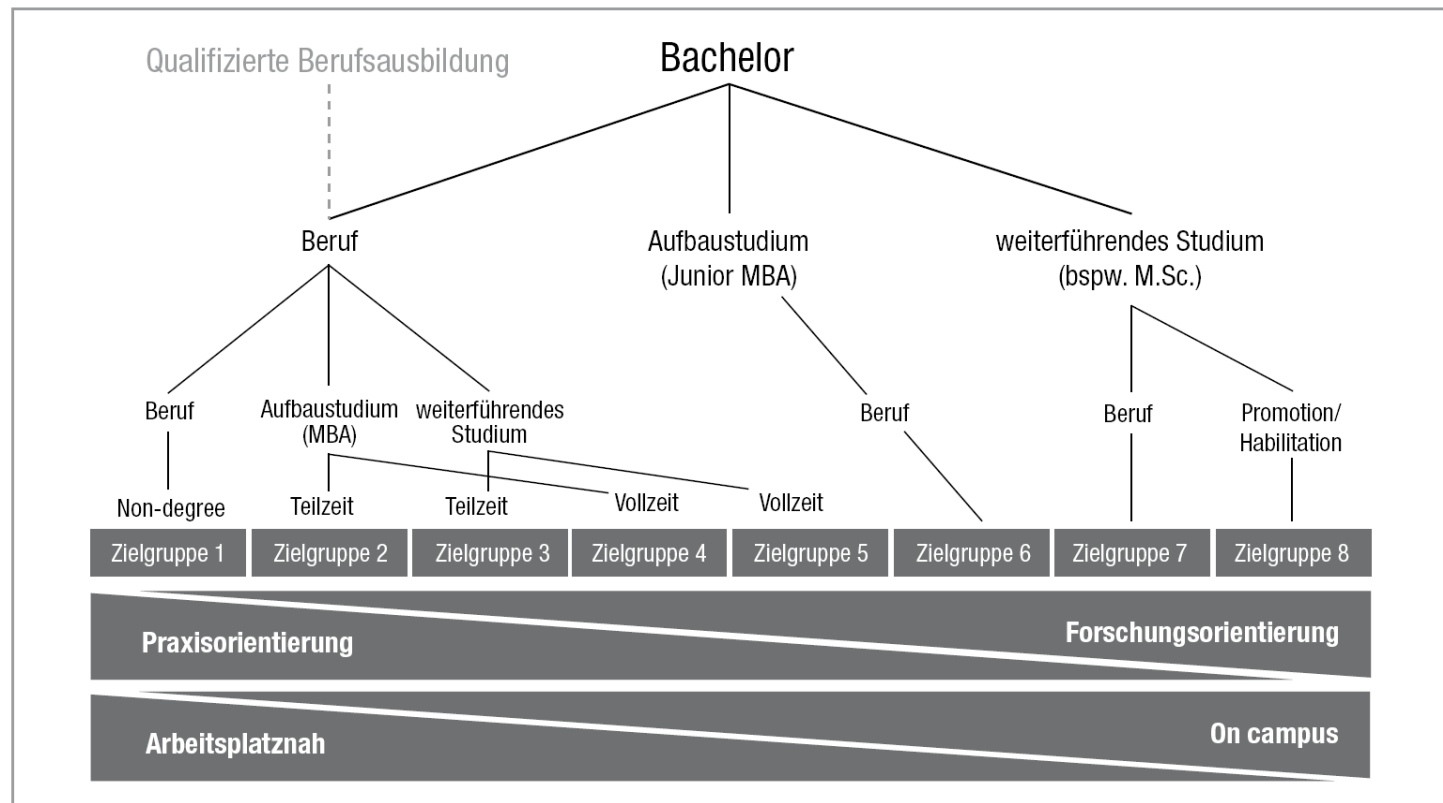 Qualifizierte Berufsausbildung
Bachelor
Beruf
Aufbaustudium
(Junior MBA)
weiterführendes Studium
(bspw. M.Sc.)
Beruf
Aufbaustudium
(MBA)
weiterführendes
Studium
Beruf
Beruf
Promotion/
Habilitation
Non-degree
Teilzeit
Teilzeit
Vollzeit
Vollzeit
Zielgruppe 1
Zielgruppe 2
Zielgruppe 3
Zielgruppe 4
Zielgruppe 5
Zielgruppe 6
Zielgruppe 7
Zielgruppe 8
Praxisorientierung
Forschungsorientierung
Arbeitsplatznah
On campus